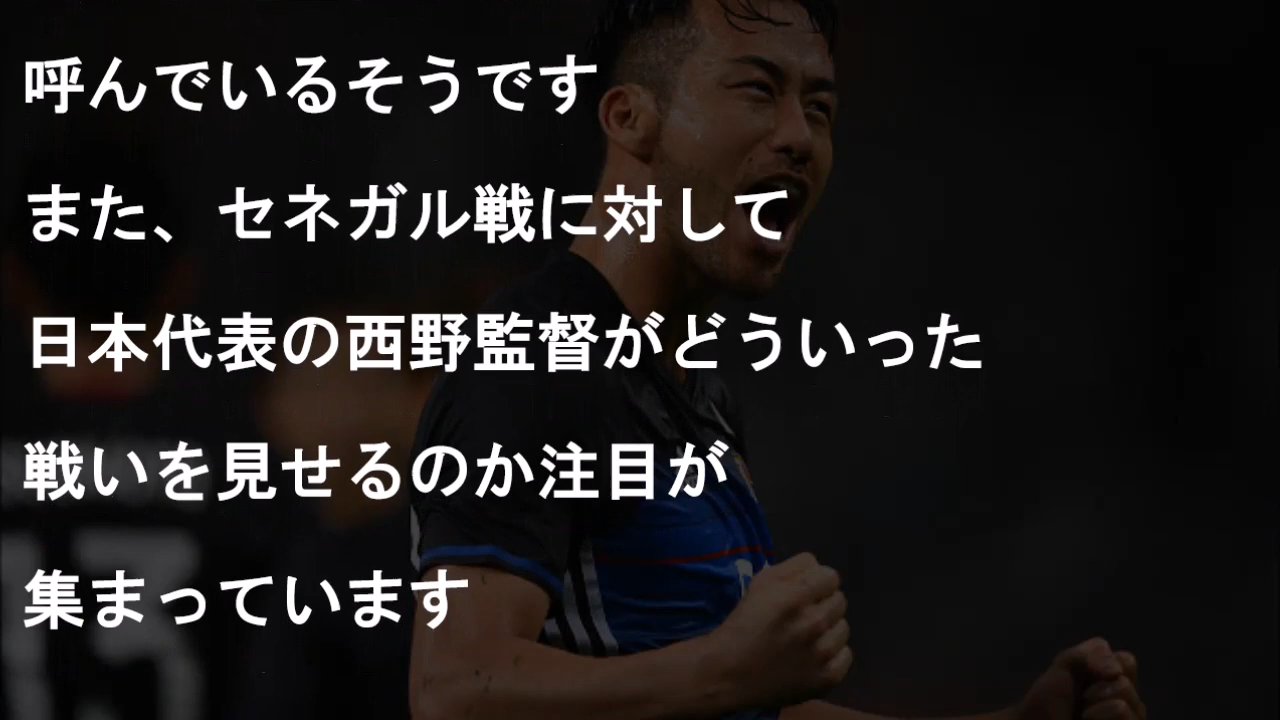 呼んでいるそうです
また、セネガル戦に対して
日本代表の西野監督がどういった
戦いを見せるのか注目が
集まっています